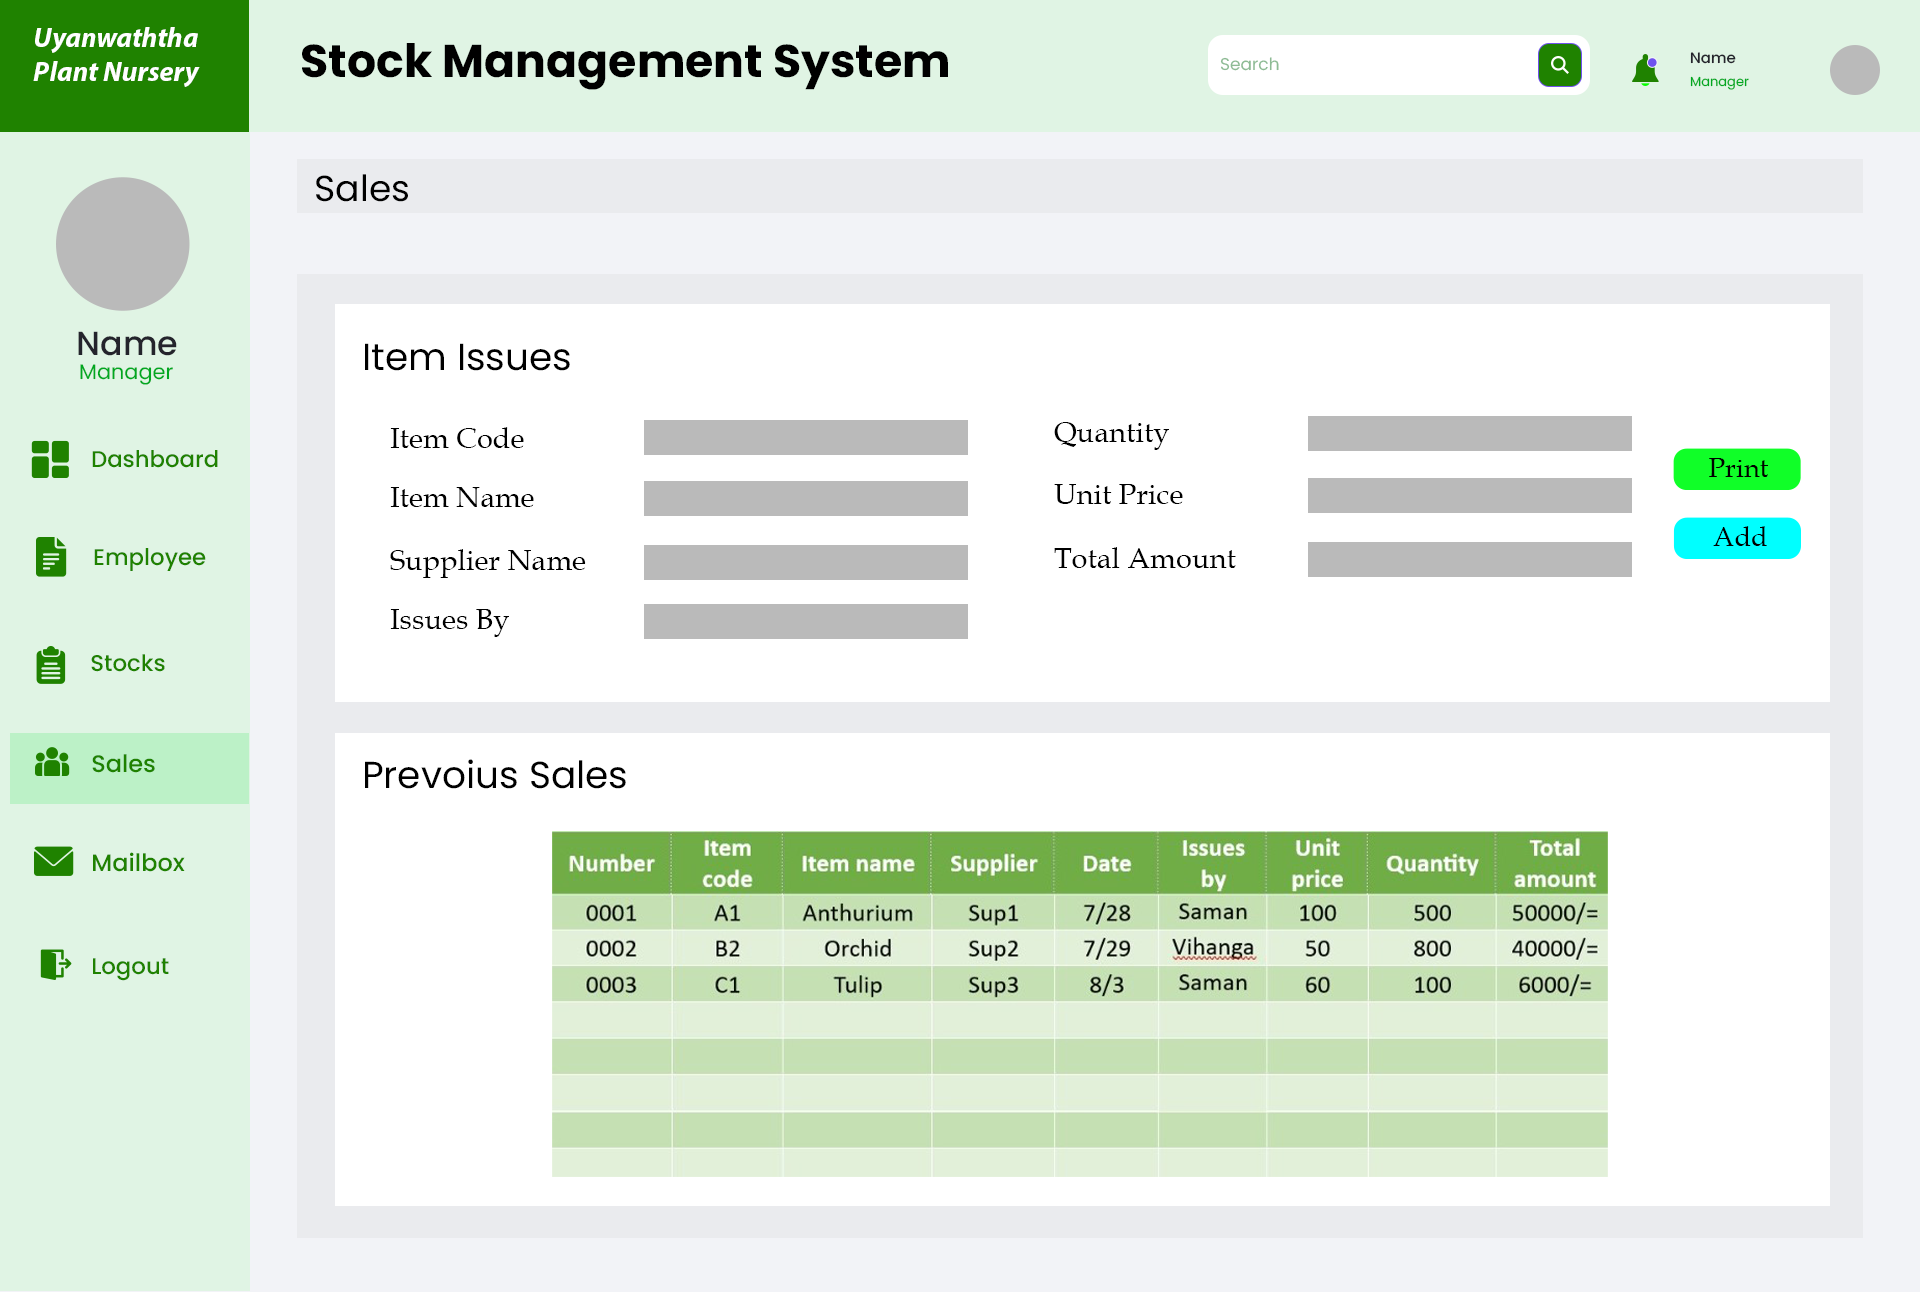 Uyanwaththa
Plant Nursery
Stock Management System
Search
Name
Manager
Name
Manager
Dashboard
Employee
Stocks
Sales
Mailbox
Logout
Sales
Item Issues
Item Code
Item Name
Supplier Name
Issues By
Quantity
Unit Price
Total Amount
Print
Add
Prevoius Sales
Number Item code Item name Supplier Date Issues by Unit price Quantity Total amount
0001 A1 Anthurium Sup1 7/28 Saman 100 500 50000/=
0002 B2 Orchid Sup2 7/29 Vihanga 50 800 40000/=
0003 C1 Tulip Sup3 8/3 Saman 60 100 6000/=